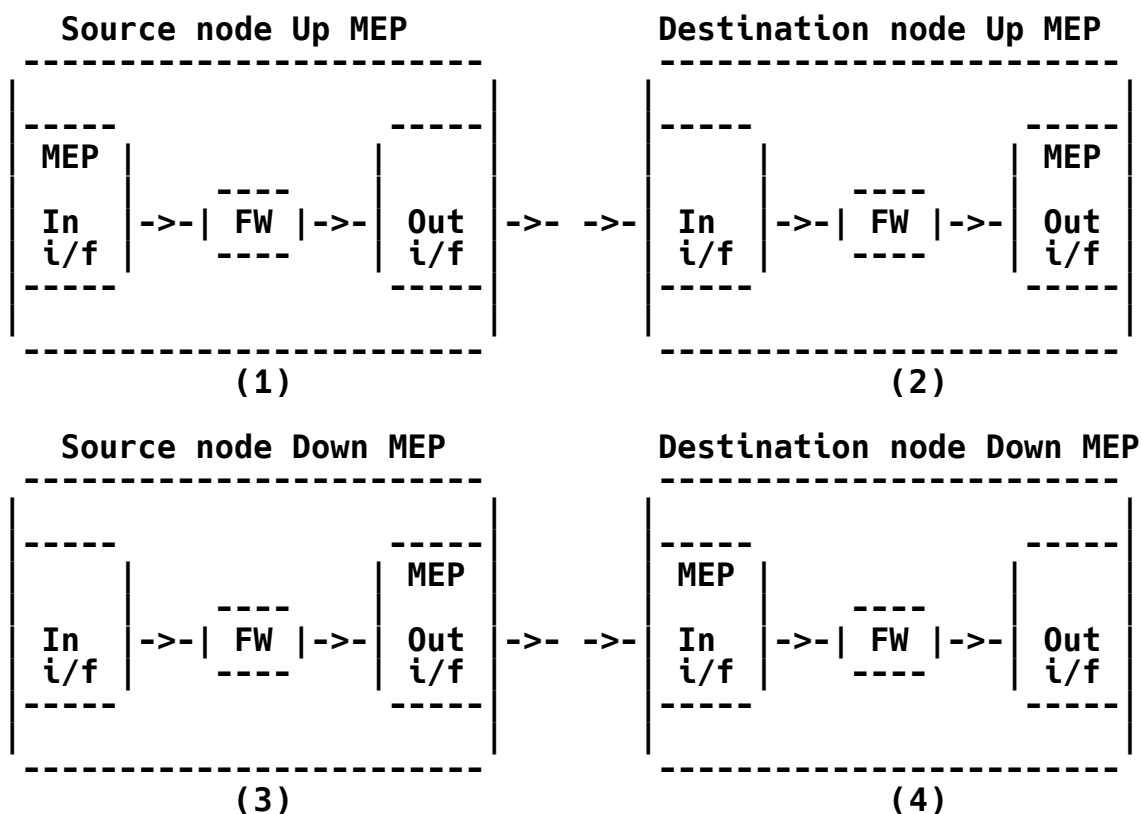 Source node Up MEP                Destination node Up MEP
 ------------------------          ------------------------
|                        |        |                        |
|-----              -----|        |-----              -----|
| MEP |            |     |        |     |            | MEP |
|     |    ----    |     |        |     |    ----    |     |
| In  |->-| FW |->-| Out |->- ->-| In  |->-| FW |->-| Out |
| i/f |    ----    | i/f |        | i/f |    ----    | i/f |
|-----              -----|        |-----              -----|
|                        |        |                        |
 ------------------------          ------------------------
(1)                                (2)
Source node Down MEP              Destination node Down MEP
 ------------------------          ------------------------
|                        |        |                        |
|-----              -----|        |-----              -----|
|     |            | MEP |        | MEP |            |     |
|     |    ----    |     |        |     |    ----    |     |
| In  |->-| FW |->-| Out |->- ->-| In  |->-| FW |->-| Out |
| i/f |    ----    | i/f |        | i/f |    ----    | i/f |
|-----              -----|        |-----              -----|
|                        |        |                        |
 ------------------------          ------------------------
(3)                                (4)